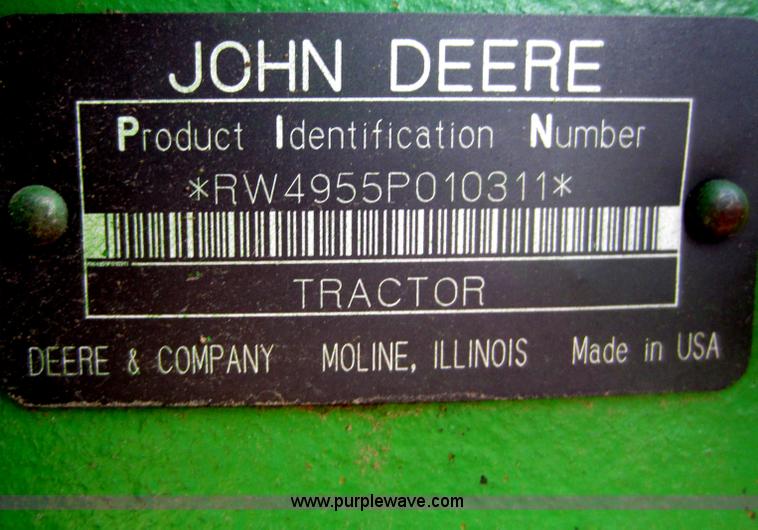 JOHN DEERE
Product Identification Number
*RW4955P010311*
TRACTOR
DEERE & COMPANY MOLINE, ILLINOIS Made in USA
www.purplewave.com